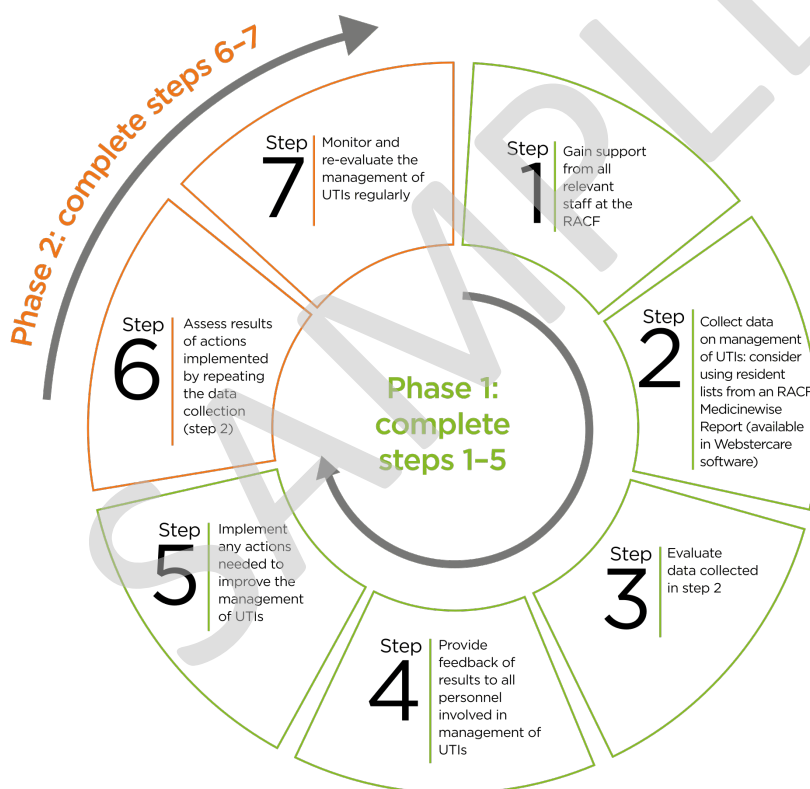 Phase 2: complete steps 6–7
Step
1
Gain support
from all
relevant
staff at the
RACF
Step
2
Collect data
on management
of UTIs: consider
using resident
lists from an RACF
Medicinewise
Report (available
in Webstercare
software)
Step
3
Evaluate
data collected
in step 2
Step
4
Provide
feedback of
results to all
personnel
involved in
management of
UTIs
Step
5
Implement
any actions
needed to
improve the
management
of UTIs
Step
6
Assess results
of actions
implemented
by repeating
the data
collection
(step 2)
Step
7
Monitor and
re-evaluate the
management of
UTIs regularly
Phase 1:
complete
steps 1–5
SAMPLE